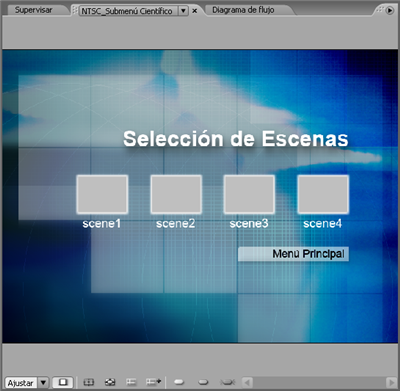 Supervisar
NTSC_Submenú Científico
Diagrama de flujo
Selección de Escenas
scene1 scene2 scene3 scene4
Menú Principal
Ajustar